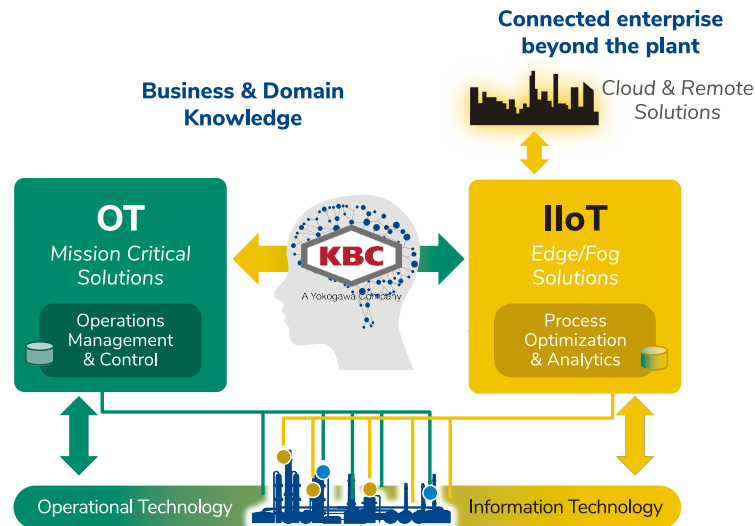 Connected enterprise
beyond the plant
Business & Domain
Knowledge
Cloud & Remote
Solutions
OT
Mission Critical
Solutions
Operations
Management
& Control
KBC
A Yokogawa Company
IIoT
Edge/Fog
Solutions
Process
Optimization
& Analytics
Operational Technology
Information Technology